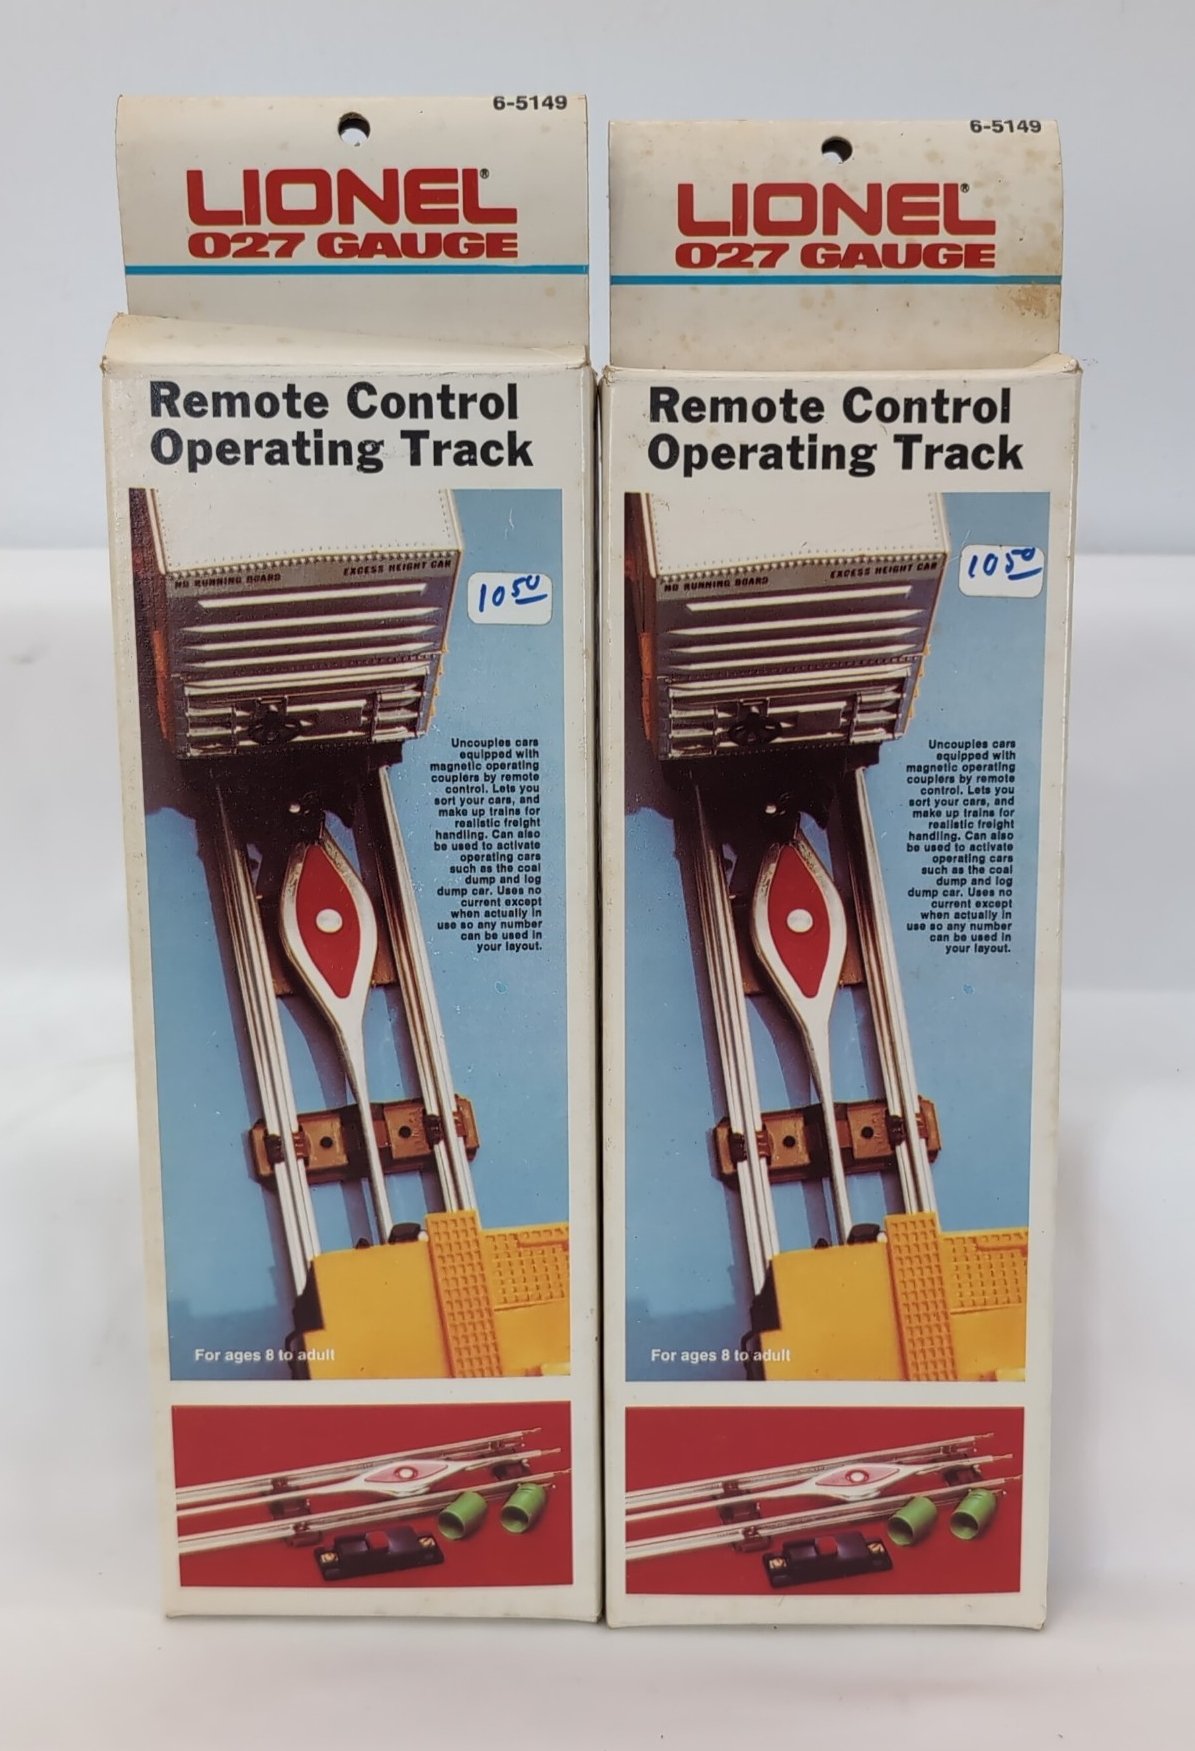 6-5149
LIONEL®
027 GAUGE
Remote Control
Operating Track
NO RUNNING BOARD
EXCESS HEIGHT CAR
10 50
Uncouples cars
equipped with
magnetic operating
couplers by remote
control. Lets you
sort your cars, and
make up trains for
realistic freight
handling. Can also
be used to activate
operating cars
such as the coal
dump and log
dump car. Uses no
current except
when actually in
use so any number
can be used in
your layout.
For ages 8 to adult
6-5149
LIONEL®
027 GAUGE
Remote Control
Operating Track
NO RUNNING BOARD
EXCESS HEIGHT CAR
10 50
Uncouples cars
equipped with
magnetic operating
couplers by remote
control. Lets you
sort your cars, and
make up trains for
realistic freight
handling. Can also
be used to activate
operating cars
such as the coal
dump and log
dump car. Uses no
current except
when actually in
use so any number
can be used in
your layout.
For ages 8 to adult